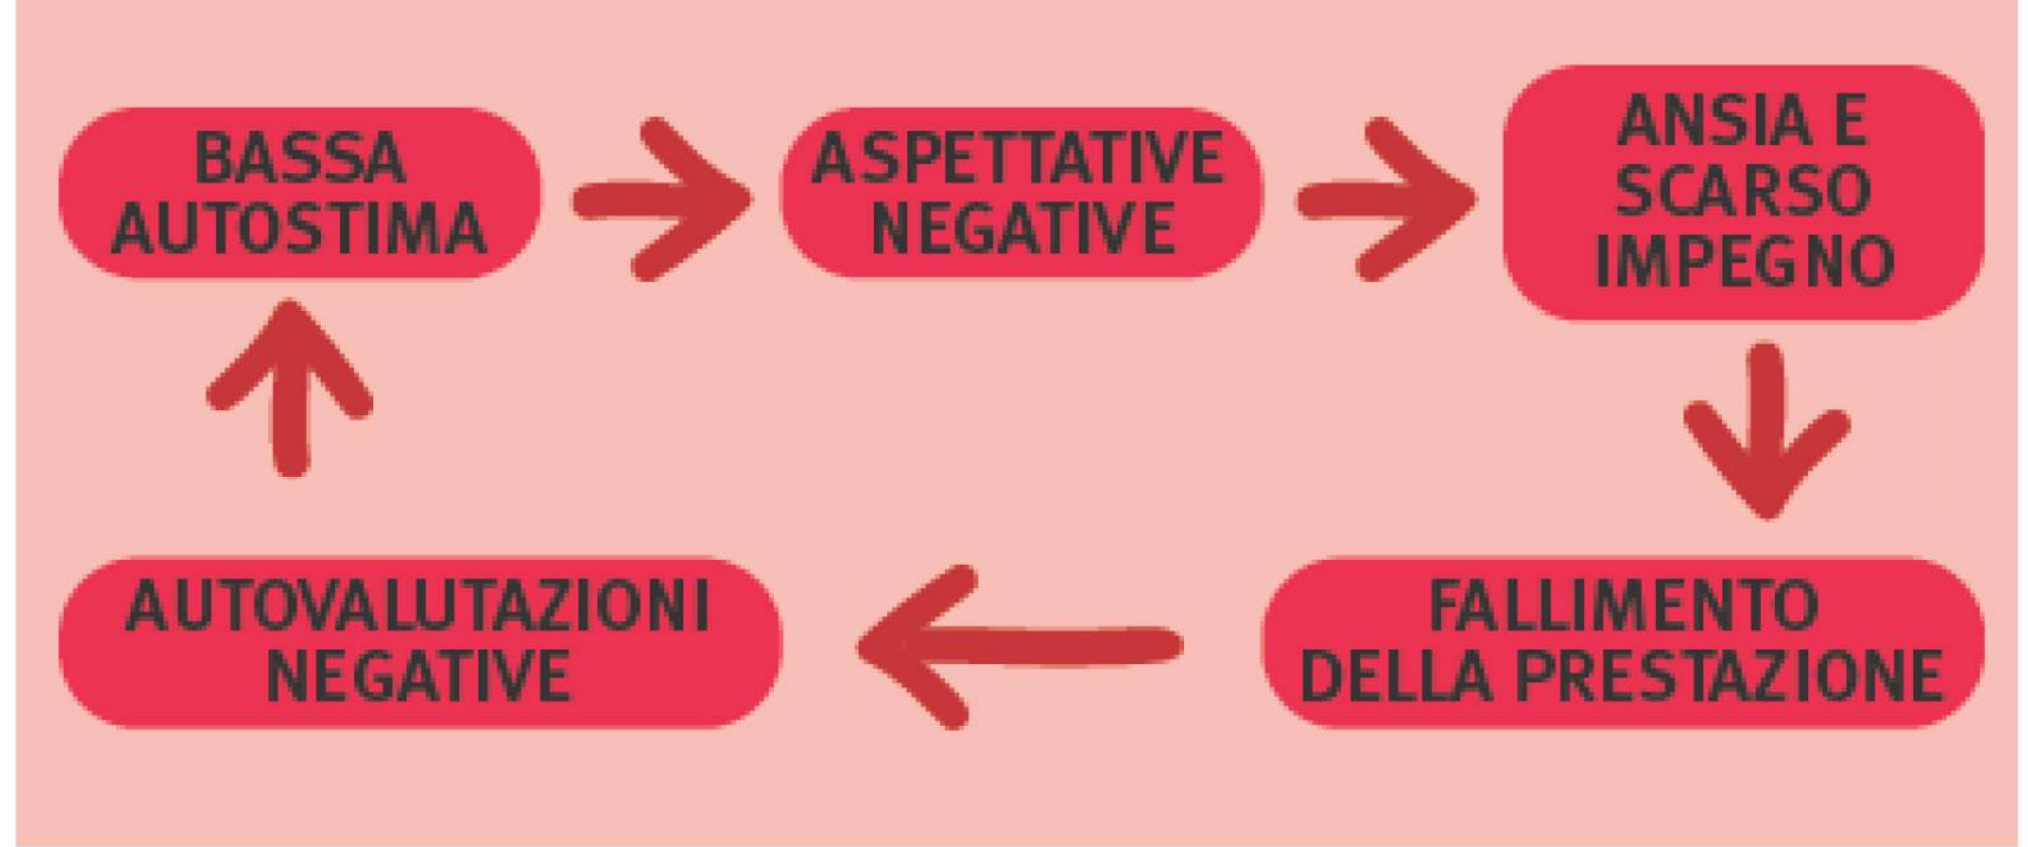 BASSA
AUTOSTIMA
ASPETTATIVE
NEGATIVE
ANSIA E
SCARSO
IMPEGNO
FALLIMENTO
DELLA PRESTAZIONE
AUTOVALUTAZIONI
NEGATIVE